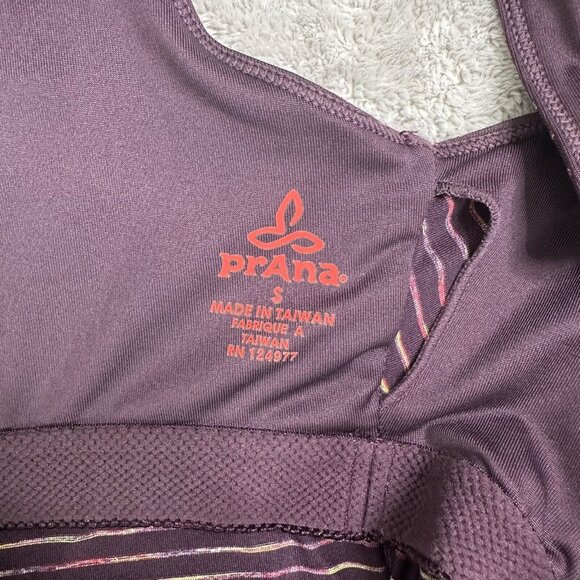 prAna®
S
MADE IN TAIWAN
FABRIQUE A
TAIWAN
RN 124977